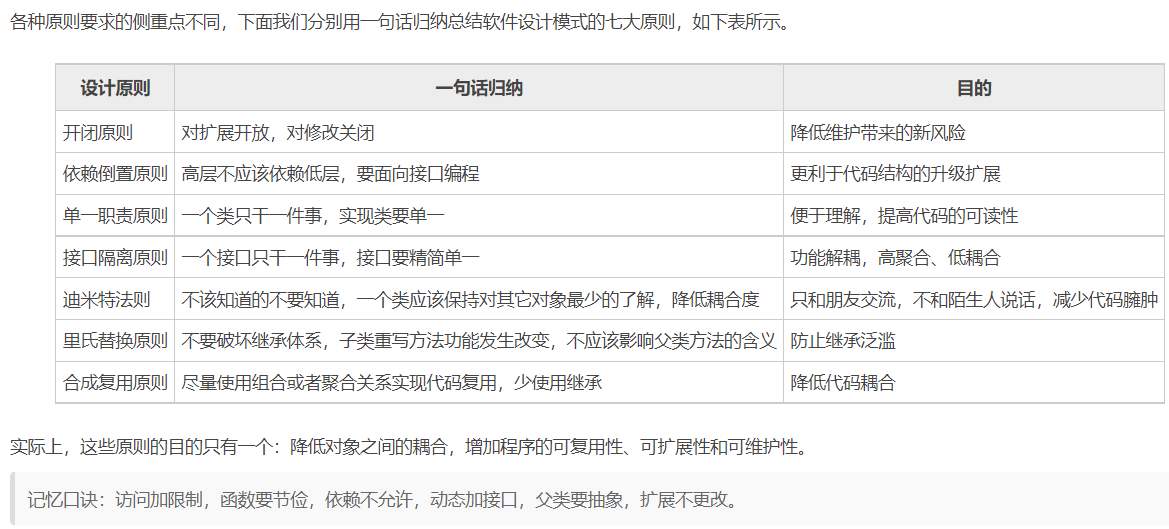 各种原则要求的侧重点不同，下面我们分别用一句话归纳总结软件设计模式的七大原则，如下表所示。
设计原则 一句话归纳 目的
开闭原则 对扩展开放，对修改关闭 降低维护带来的新风险
依赖倒置原则 高层不应该依赖低层，要面向接口编程 更利于代码结构的升级扩展
单一职责原则 一个类只干一件事，实现类要单一 便于理解，提高代码的可读性
接口隔离原则 一个接口只干一件事，接口要精简单一 功能解耦，高聚合、低耦合
迪米特法则 不该知道的不要知道，一个类应该保持对其它对象最少的了解，降低耦合度 只和朋友交流，不和陌生人说话，减少代码臃肿
里氏替换原则 不要破坏继承体系，子类重写方法功能发生改变，不应该影响父类方法的含义 防止继承泛滥
合成复用原则 尽量使用组合或者聚合关系实现代码复用，少使用继承 降低代码耦合
实际上，这些原则的目的只有一个：降低对象之间的耦合，增加程序的可复用性、可扩展性和可维护性。
记忆口诀：访问加限制，函数要节俭，依赖不允许，动态加接口，父类要抽象，扩展不更改。